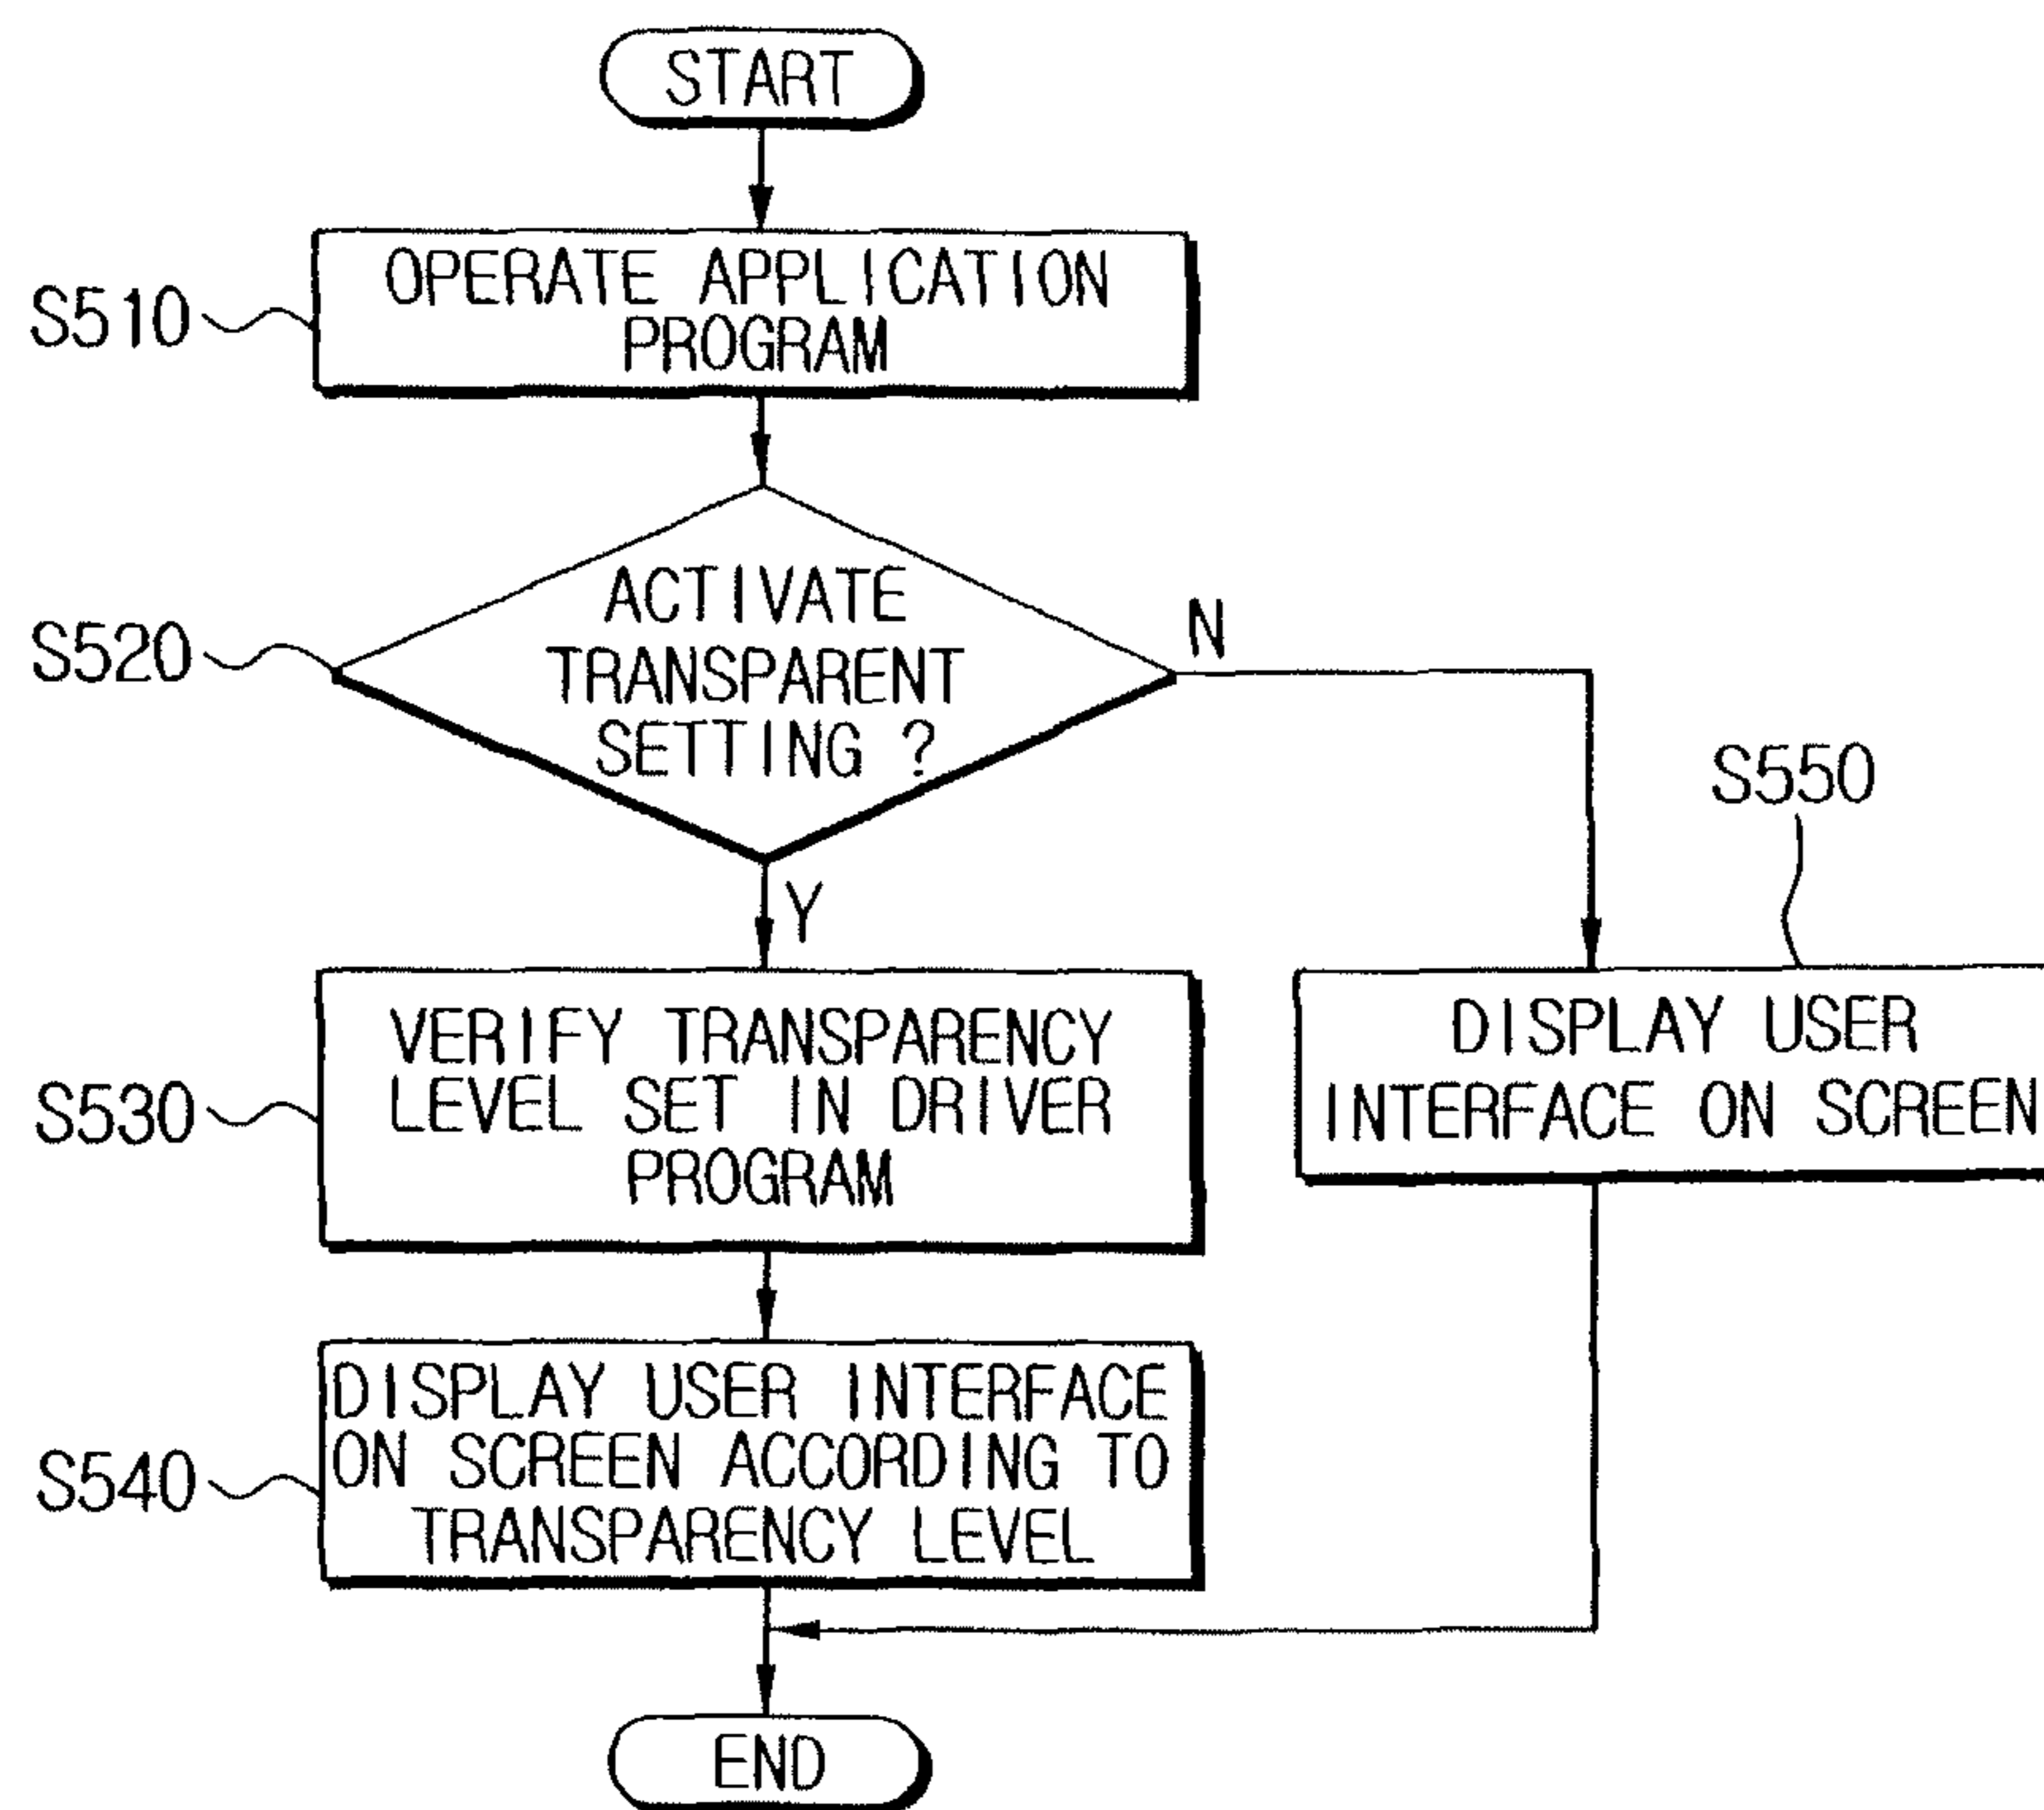 START
S510
OPERATE APPLICATION
PROGRAM
S520
ACTIVATE
TRANSPARENT
SETTING ?
N
Y
S550
S530
VERIFY TRANSPARENCY
LEVEL SET IN DRIVER
PROGRAM
DISPLAY USER
INTERFACE ON SCREEN
S540
DISPLAY USER INTERFACE
ON SCREEN ACCORDING TO
TRANSPARENCY LEVEL
END